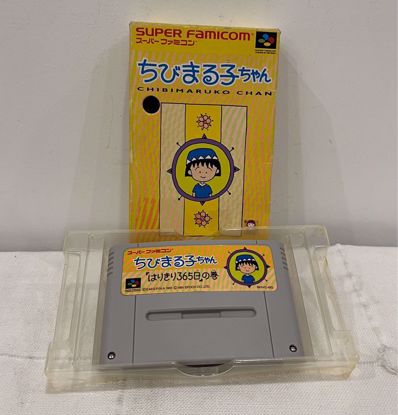 SUPER FAMICOM
スーパーファミコン
ちびまる子ちゃん
CHIBIMARUKO CHAN
スーパーファミコン
ちびまる子ちゃん
"はりきり365日"の巻